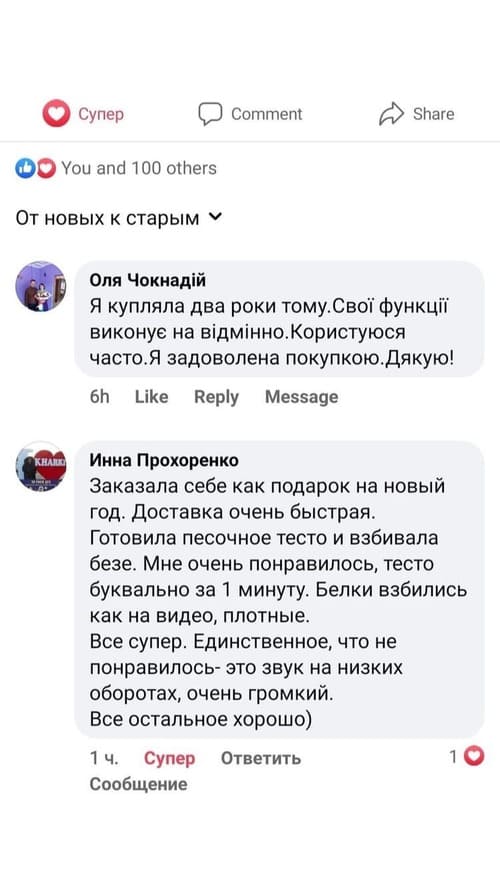 Супер Comment Share
You and 100 others
От новых к старым
Оля Чокнадій
Я купляла два роки тому.Свої функції
виконує на відмінно.Користуюся
часто.Я задоволена покупкою.Дякую!
6h Like Reply Message
KHARK
Инна Прохоренко
Заказала себе как подарок на новый
год. Доставка очень быстрая.
Готовила песочное тесто и взбивала
безе. Мне очень понравилось, тесто
буквально за 1 минуту. Белки взбились
как на видео, плотные.
Все супер. Единственное, что не
понравилось- это звук на низких
оборотах, очень громкий.
Все остальное хорошо)
1 ч. Супер Ответить 1
Сообщение